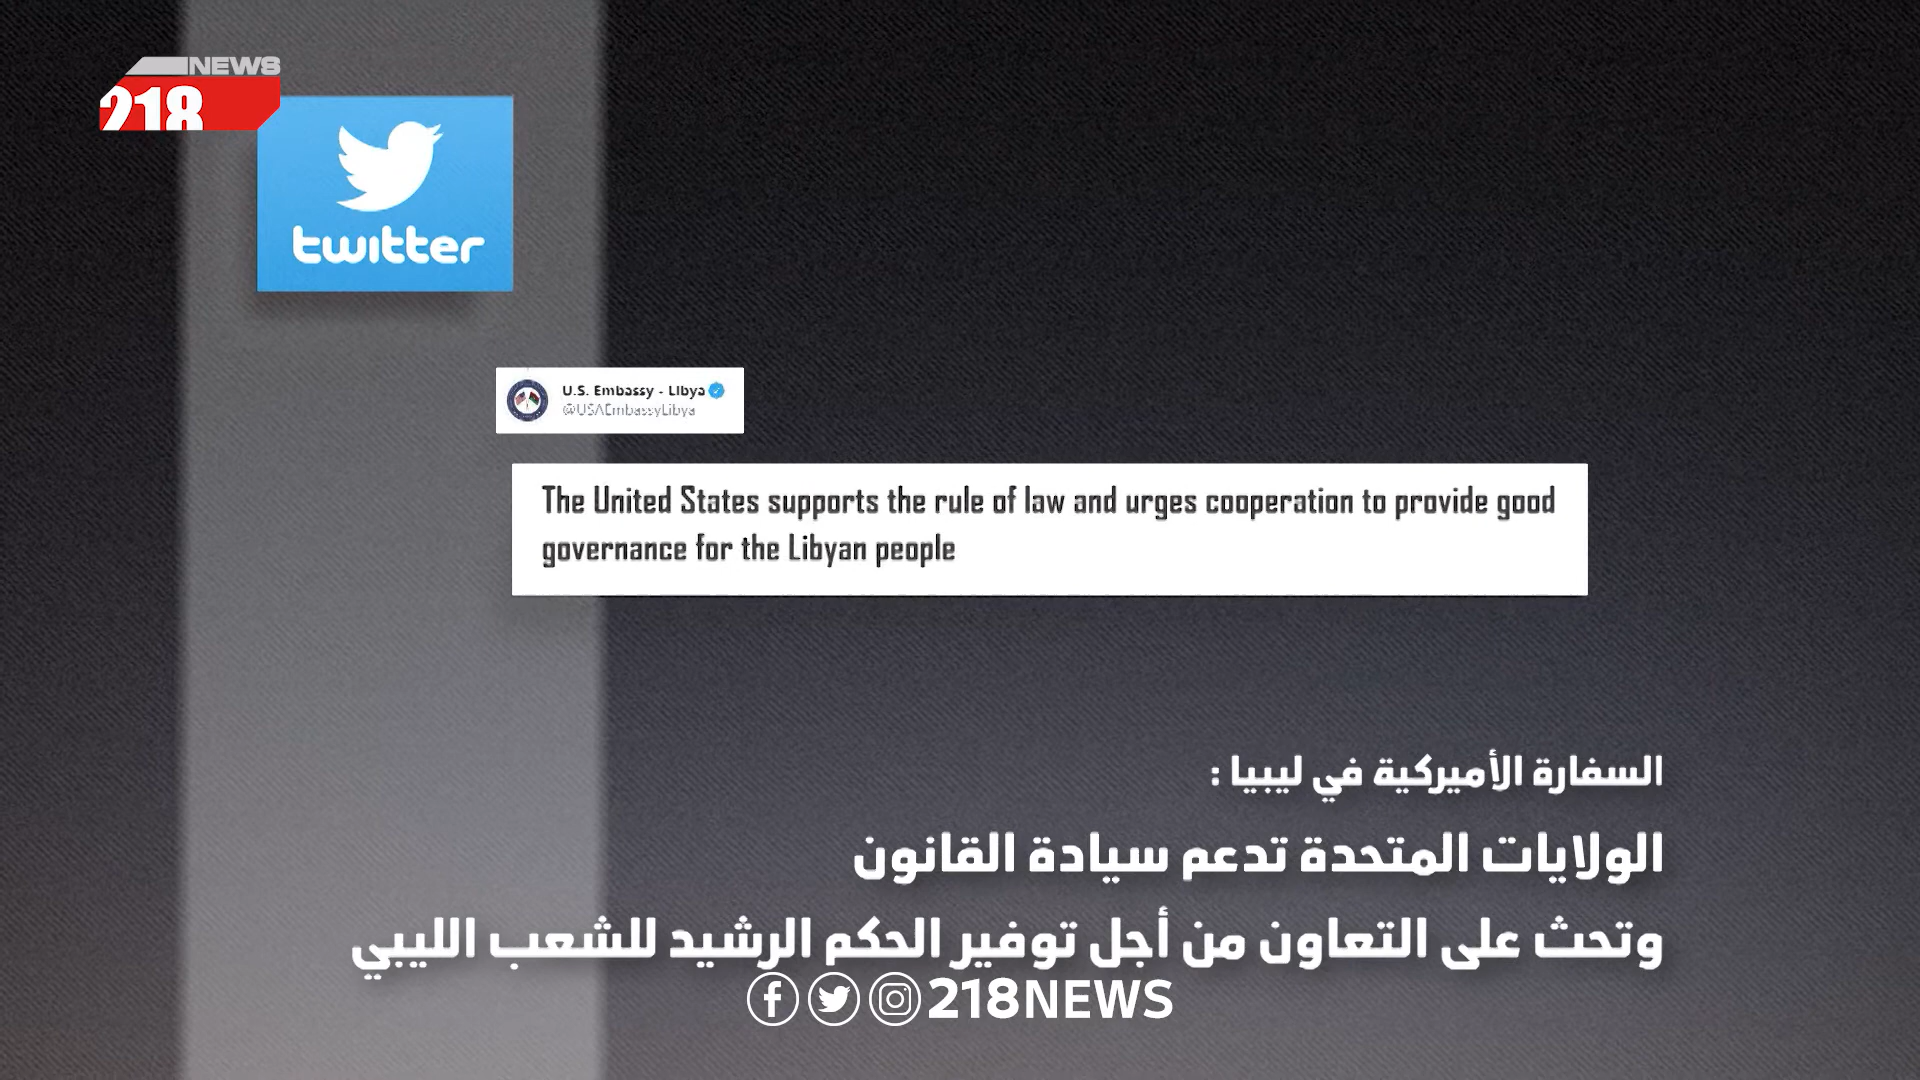 NEWS
218
twitter
U.S. Embassy - Libya
@USAEmbassyLibya
The United States supports the rule of law and urges cooperation to provide good
governance for the Libyan people
السفارة الأميركية في ليبيا :
الولايات المتحدة تدعم سيادة القانون
وتحث على التعاون من أجل توفير الحكم الرشيد للشعب الليبي
218NEWS